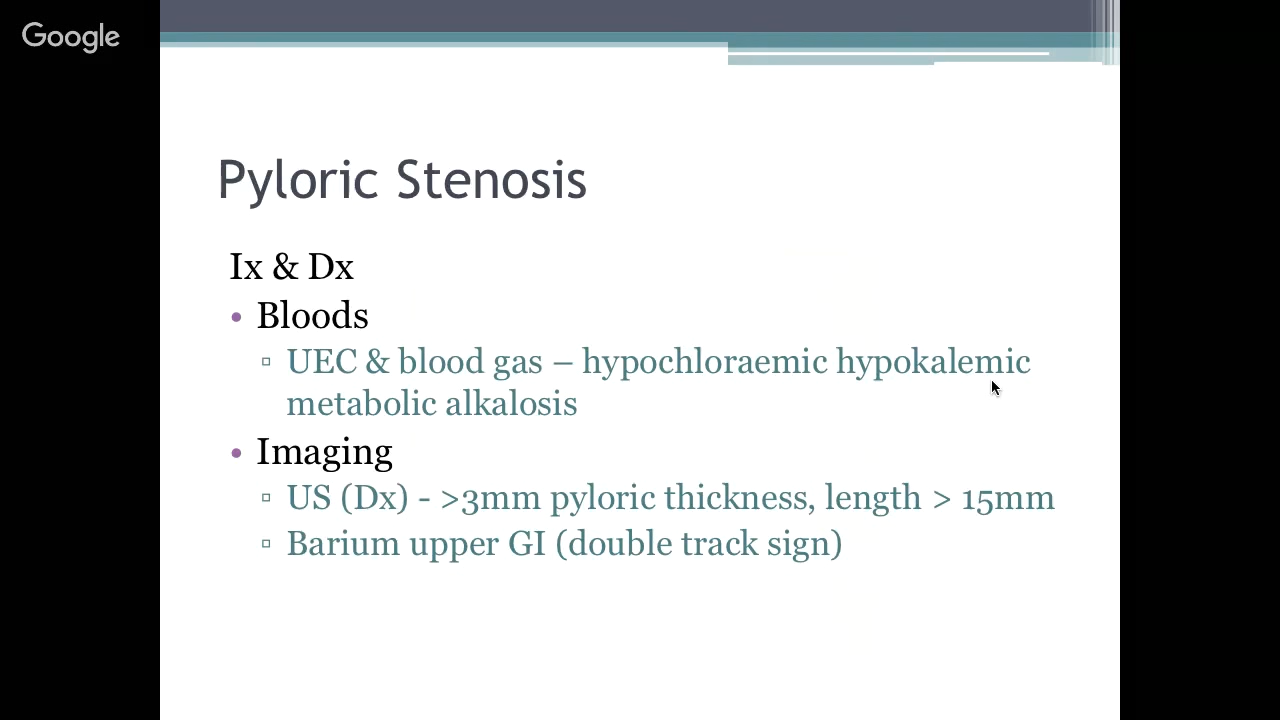 Google
Pyloric Stenosis
Ix & Dx
• Bloods
▫ UEC & blood gas – hypochloraemic hypokalemic
metabolic alkalosis
• Imaging
▫ US (Dx) - >3mm pyloric thickness, length > 15mm
▫ Barium upper GI (double track sign)